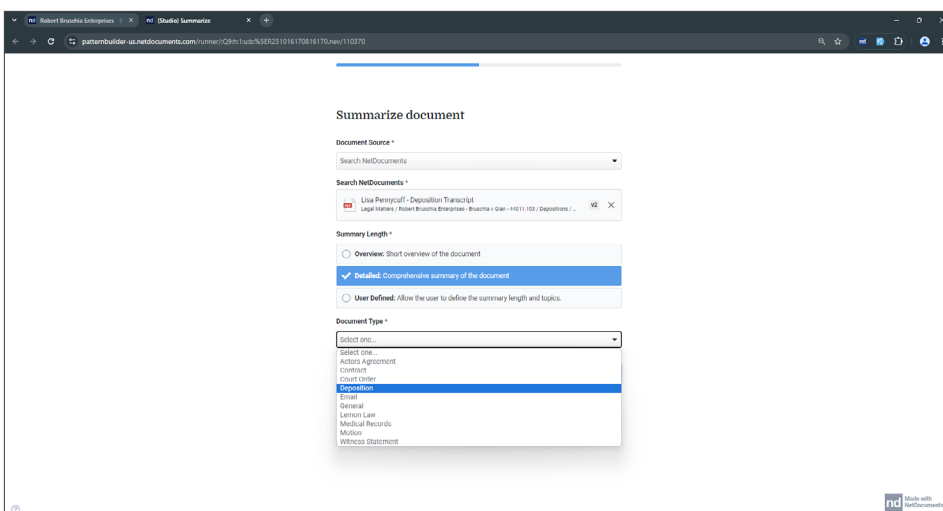 Robert Bruschia Enterprises
(Studio) Summarize
patternbuilder-us.netdocuments.com/runner/
Summarize document
Document Source *
Search NetDocuments
Search NetDocuments *
Lisa Pennycuff - Deposition Transcript
Legal Matters / Robert Bruschia Enterprises - Bruschia v Gian - 44011.103 / Depositions / ...
v2
Summary Length *
Overview: Short overview of the document
Detailed: Comprehensive summary of the document
User Defined: Allow the user to define the summary length and topics.
Document Type *
Select one...
Select one...
Actors Agreement
Contract
Court Order
Deposition
Email
General
Lemon Law
Medical Records
Motion
Witness Statement
nd Made with
NetDocuments